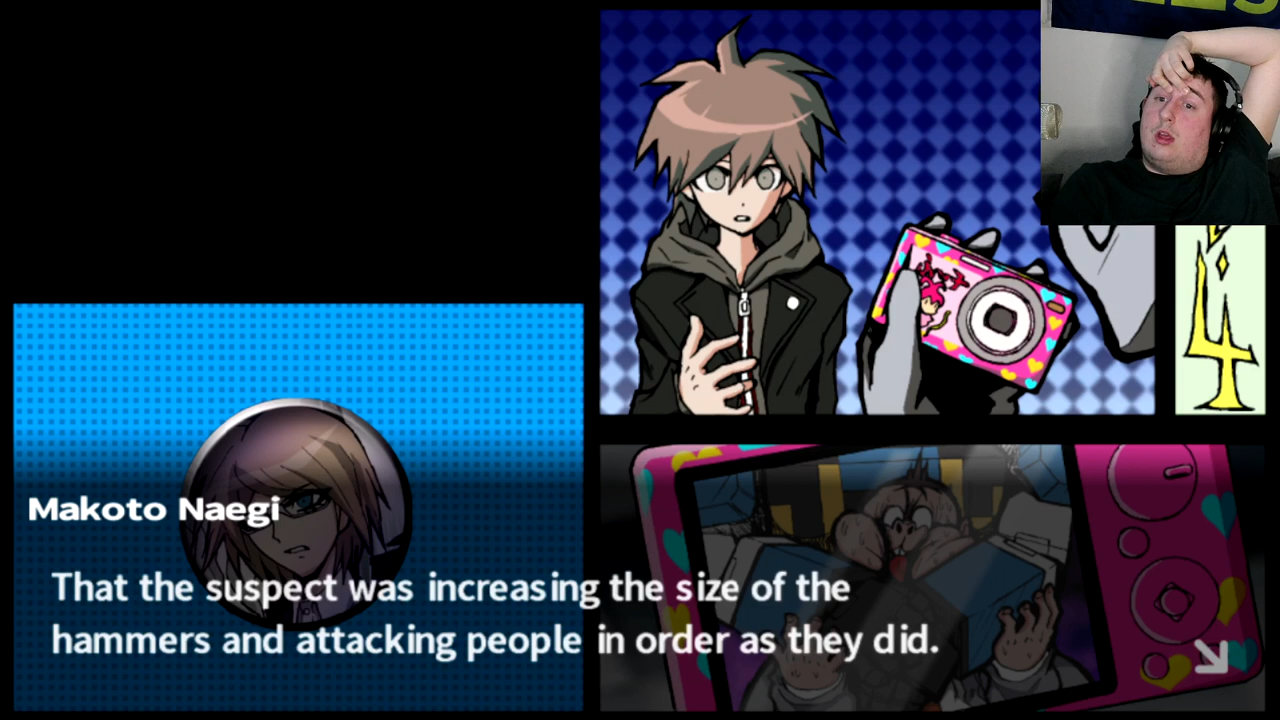 4
Makoto Naegi
That the suspect was increasing the size of the
hammers and attacking people in order as they did.